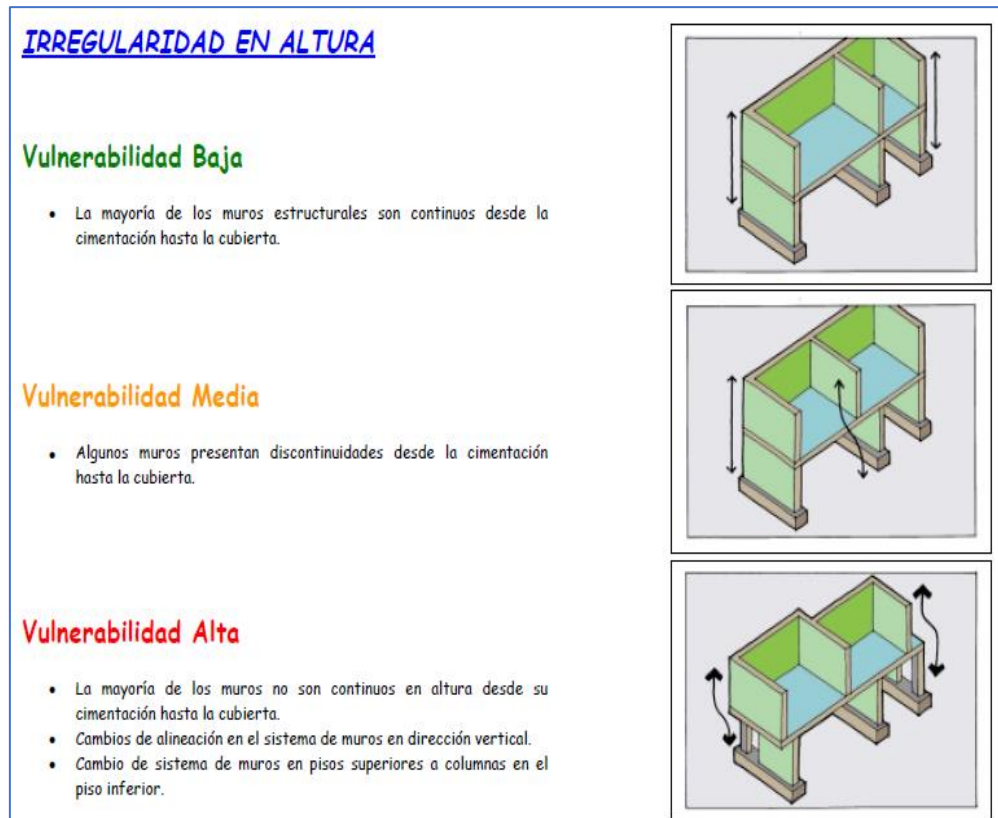 IRREGULARIDAD EN ALTURA
Vulnerabilidad Baja
• La mayoría de los muros estructurales son continuos desde la
cimentación hasta la cubierta.
Vulnerabilidad Media
• Algunos muros presentan discontinuidades desde la cimentación
hasta la cubierta.
Vulnerabilidad Alta
• La mayoría de los muros no son continuos en altura desde su
cimentación hasta la cubierta.
• Cambios de alineación en el sistema de muros en dirección vertical.
• Cambio de sistema de muros en pisos superiores a columnas en el
piso inferior.